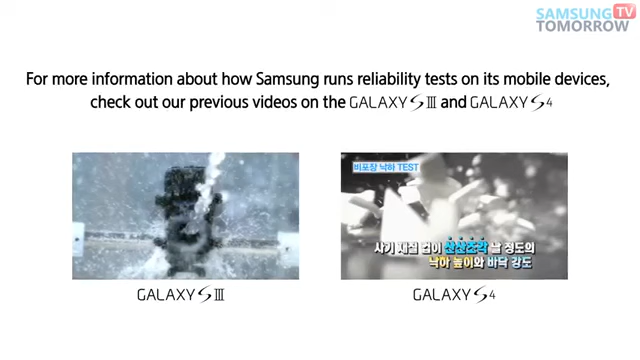 SAMSUNG TV
TOMORROW
For more information about how Samsung runs reliability tests on its mobile devices,
check out our previous videos on the GALAXY S III and GALAXY S 4
비포장 낙하 TEST
사기 재질 컵이 산산조각 날 정도의
낙하 높이와 바닥 강도
GALAXY S III
GALAXY S 4